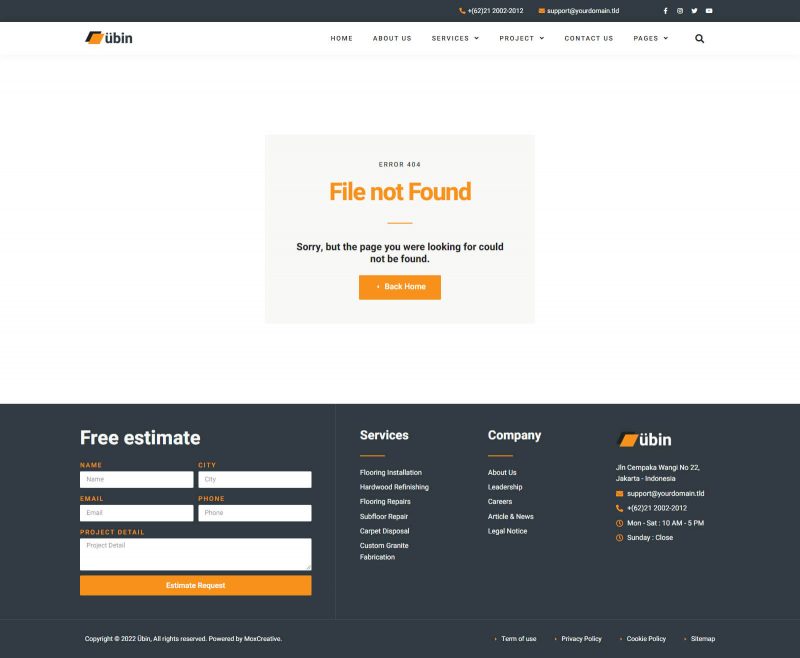 +(62)21 2002-2012 support@yourdomain.tld
übin HOME ABOUT US SERVICES PROJECT CONTACT US PAGES
ERROR 404
File not Found
Sorry, but the page you were looking for could
not be found.
Back Home
Free estimate
NAME CITY
Name City
EMAIL PHONE
Email Phone
PROJECT DETAIL
Project Detail
Estimate Request
Services
Flooring Installation
Hardwood Refinishing
Flooring Repairs
Subfloor Repair
Carpet Disposal
Custom Granite
Fabrication
Company
About Us
Leadership
Careers
Article & News
Legal Notice
übin
Jln Cempaka Wangi No 22,
Jakarta - Indonesia
support@yourdomain.tld
+(62)21 2002-2012
Mon - Sat : 10 AM - 5 PM
Sunday : Close
Copyright © 2022 Übin, All rights reserved. Powered by MoxCreative.
Term of use Privacy Policy Cookie Policy Sitemap